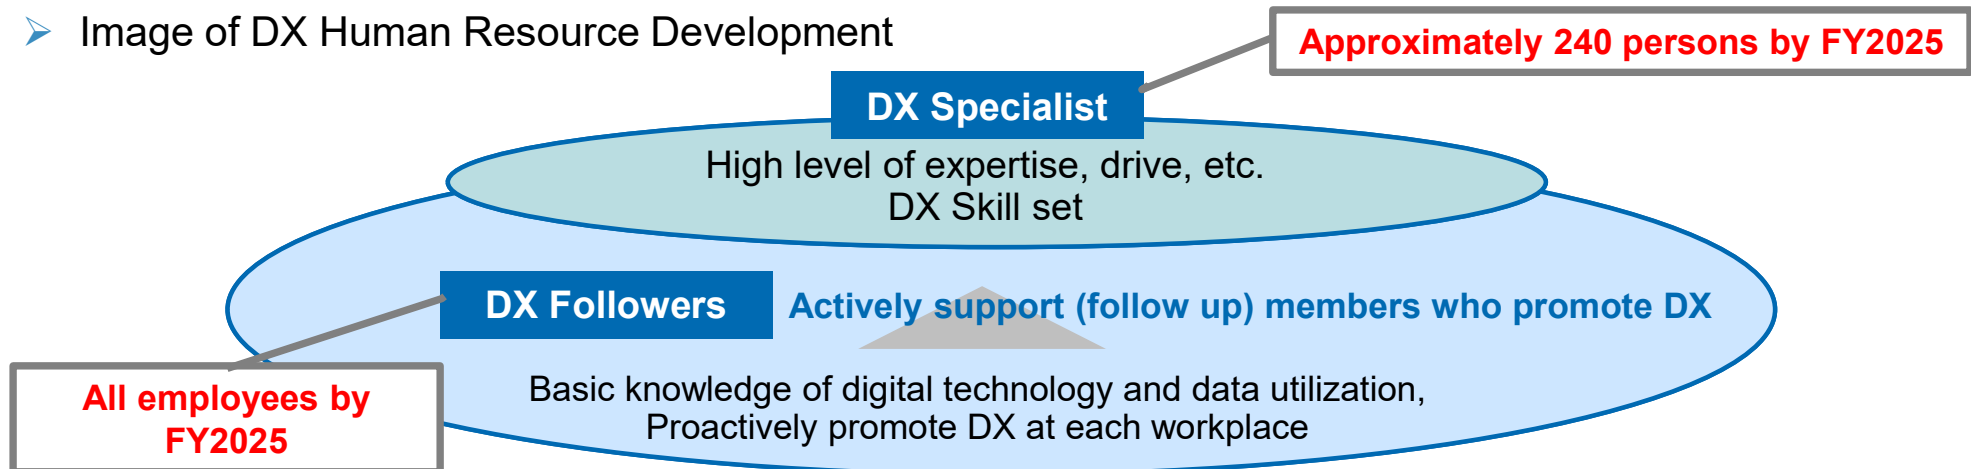 Image of DX Human Resource Development
Approximately 240 persons by FY2025
DX Specialist
High level of expertise, drive, etc.
DX Skill set
DX Followers
Actively support (follow up) members who promote DX
All employees by
FY2025
Basic knowledge of digital technology and data utilization,
Proactively promote DX at each workplace